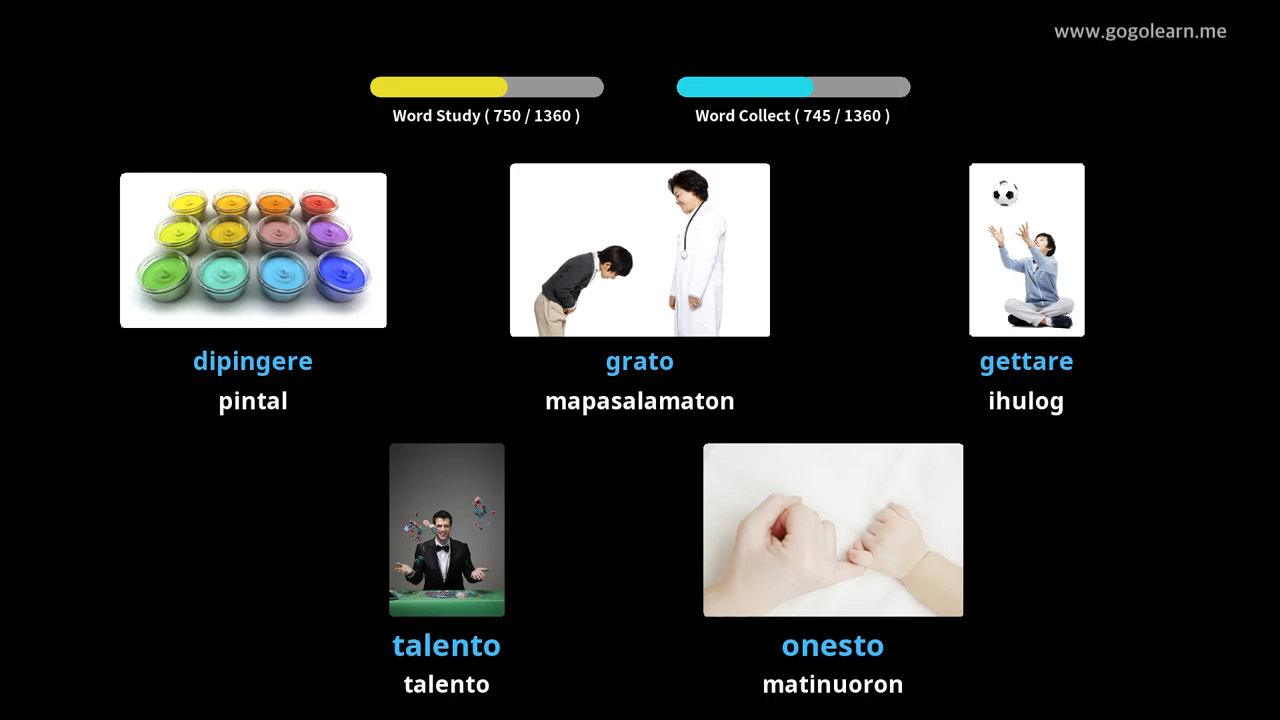 www.gogolearn.me
Word Study ( 750 / 1360 )
Word Collect ( 745 / 1360 )
dipingere
pintal
grato
mapasalamaton
gettare
ihulog
talento
talento
onesto
matinuoron